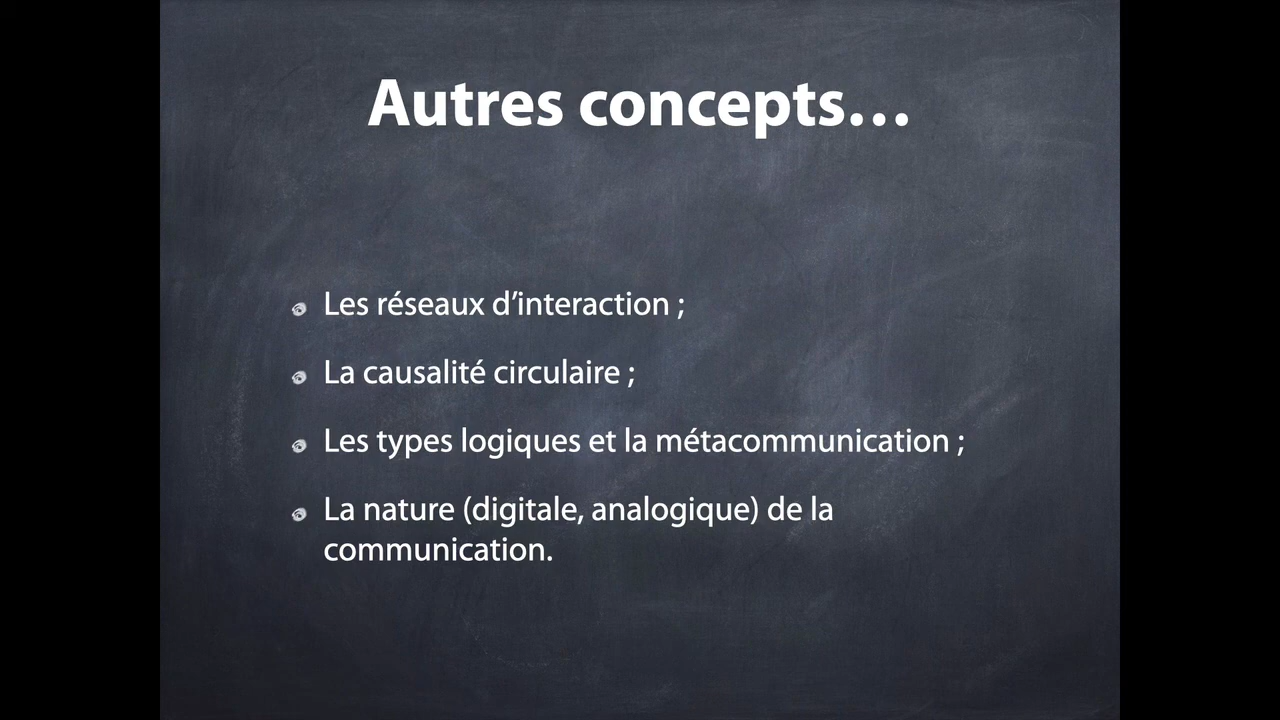 Autres concepts…
Les réseaux d’interaction ;
La causalité circulaire ;
Les types logiques et la métacommunication ;
La nature (digitale, analogique) de la
communication.